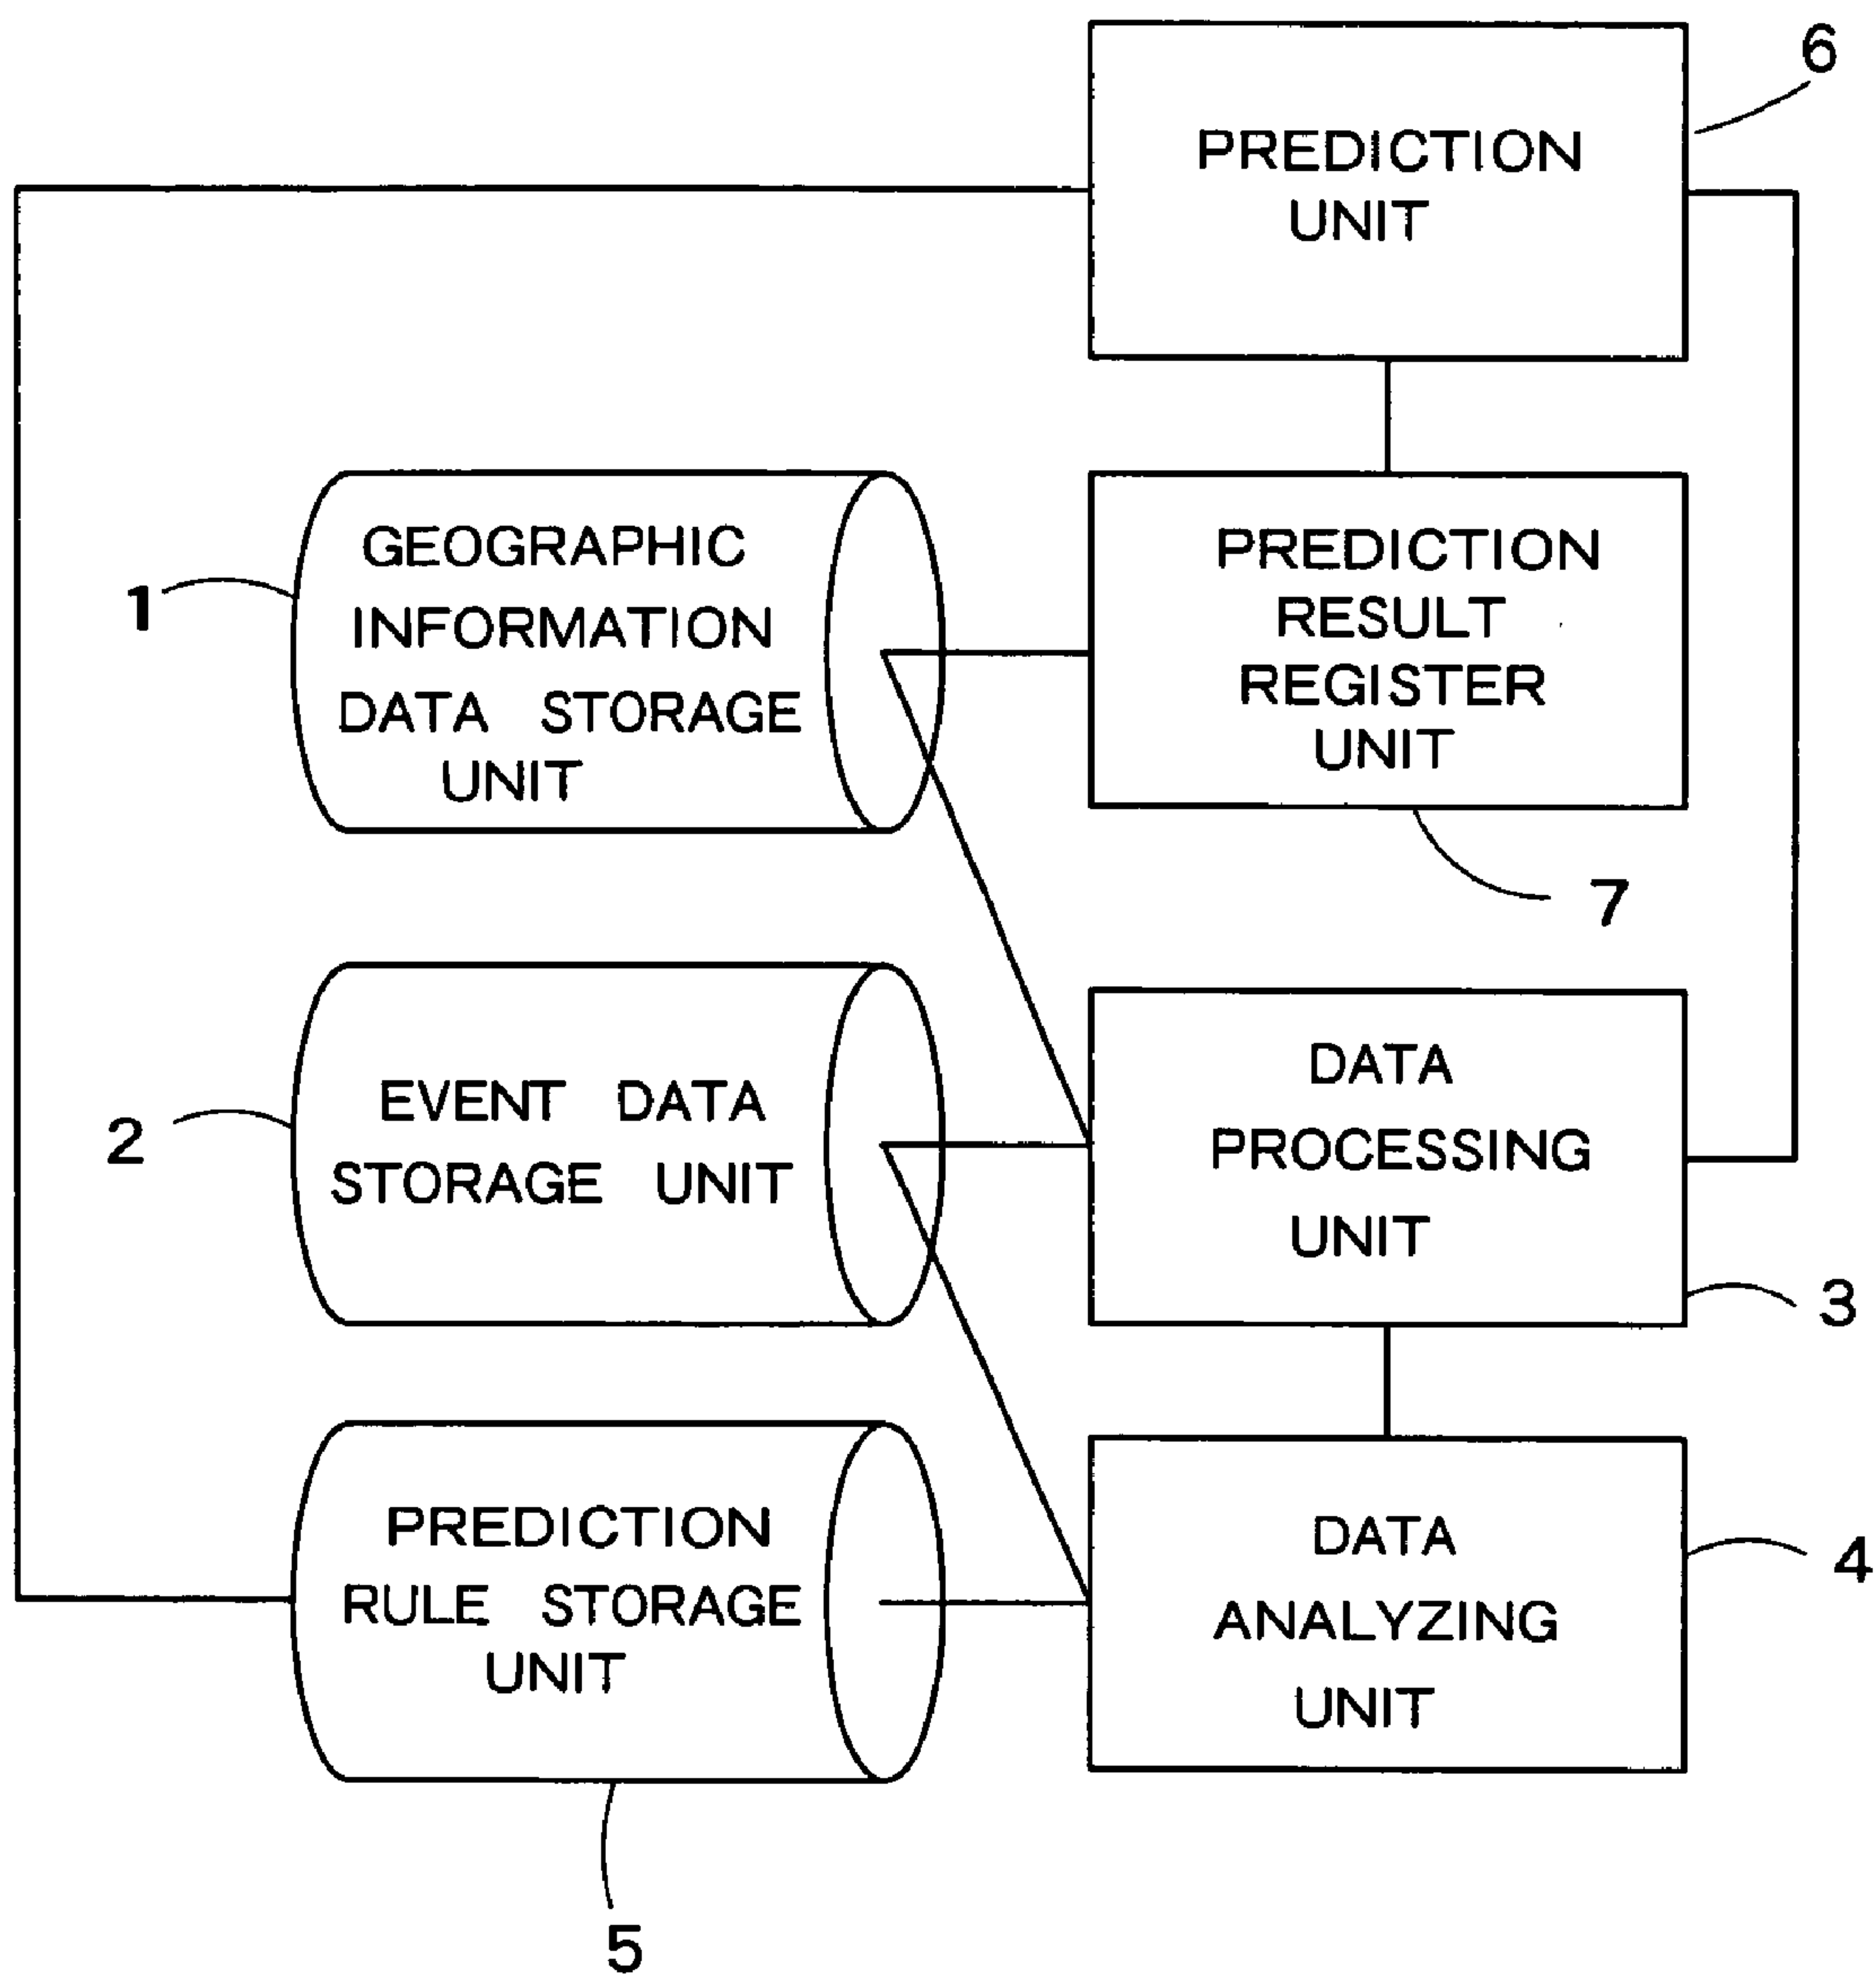 6
PREDICTION
UNIT
1
GEOGRAPHIC
INFORMATION
DATA STORAGE
UNIT
PREDICTION
RESULT
REGISTER
UNIT
7
2
EVENT DATA
STORAGE UNIT
DATA
PROCESSING
UNIT
3
PREDICTION
RULE STORAGE
UNIT
5
DATA
ANALYZING
UNIT
4